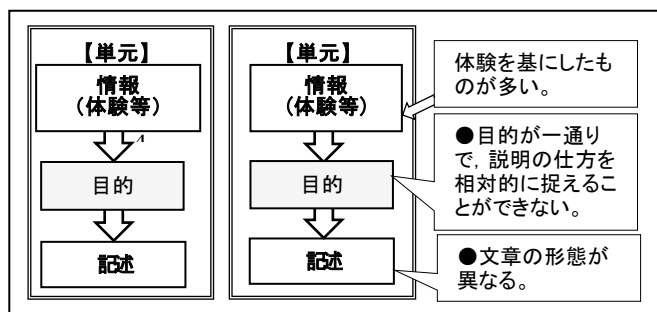 【単元】
情報
(体験等)
目的
記述
【単元】
情報
(体験等)
目的
記述
体験を基にしたも
のが多い。
●目的が一通り
で,説明の仕方を
相対的に捉えるこ
とができない。
●文章の形態が
異なる。